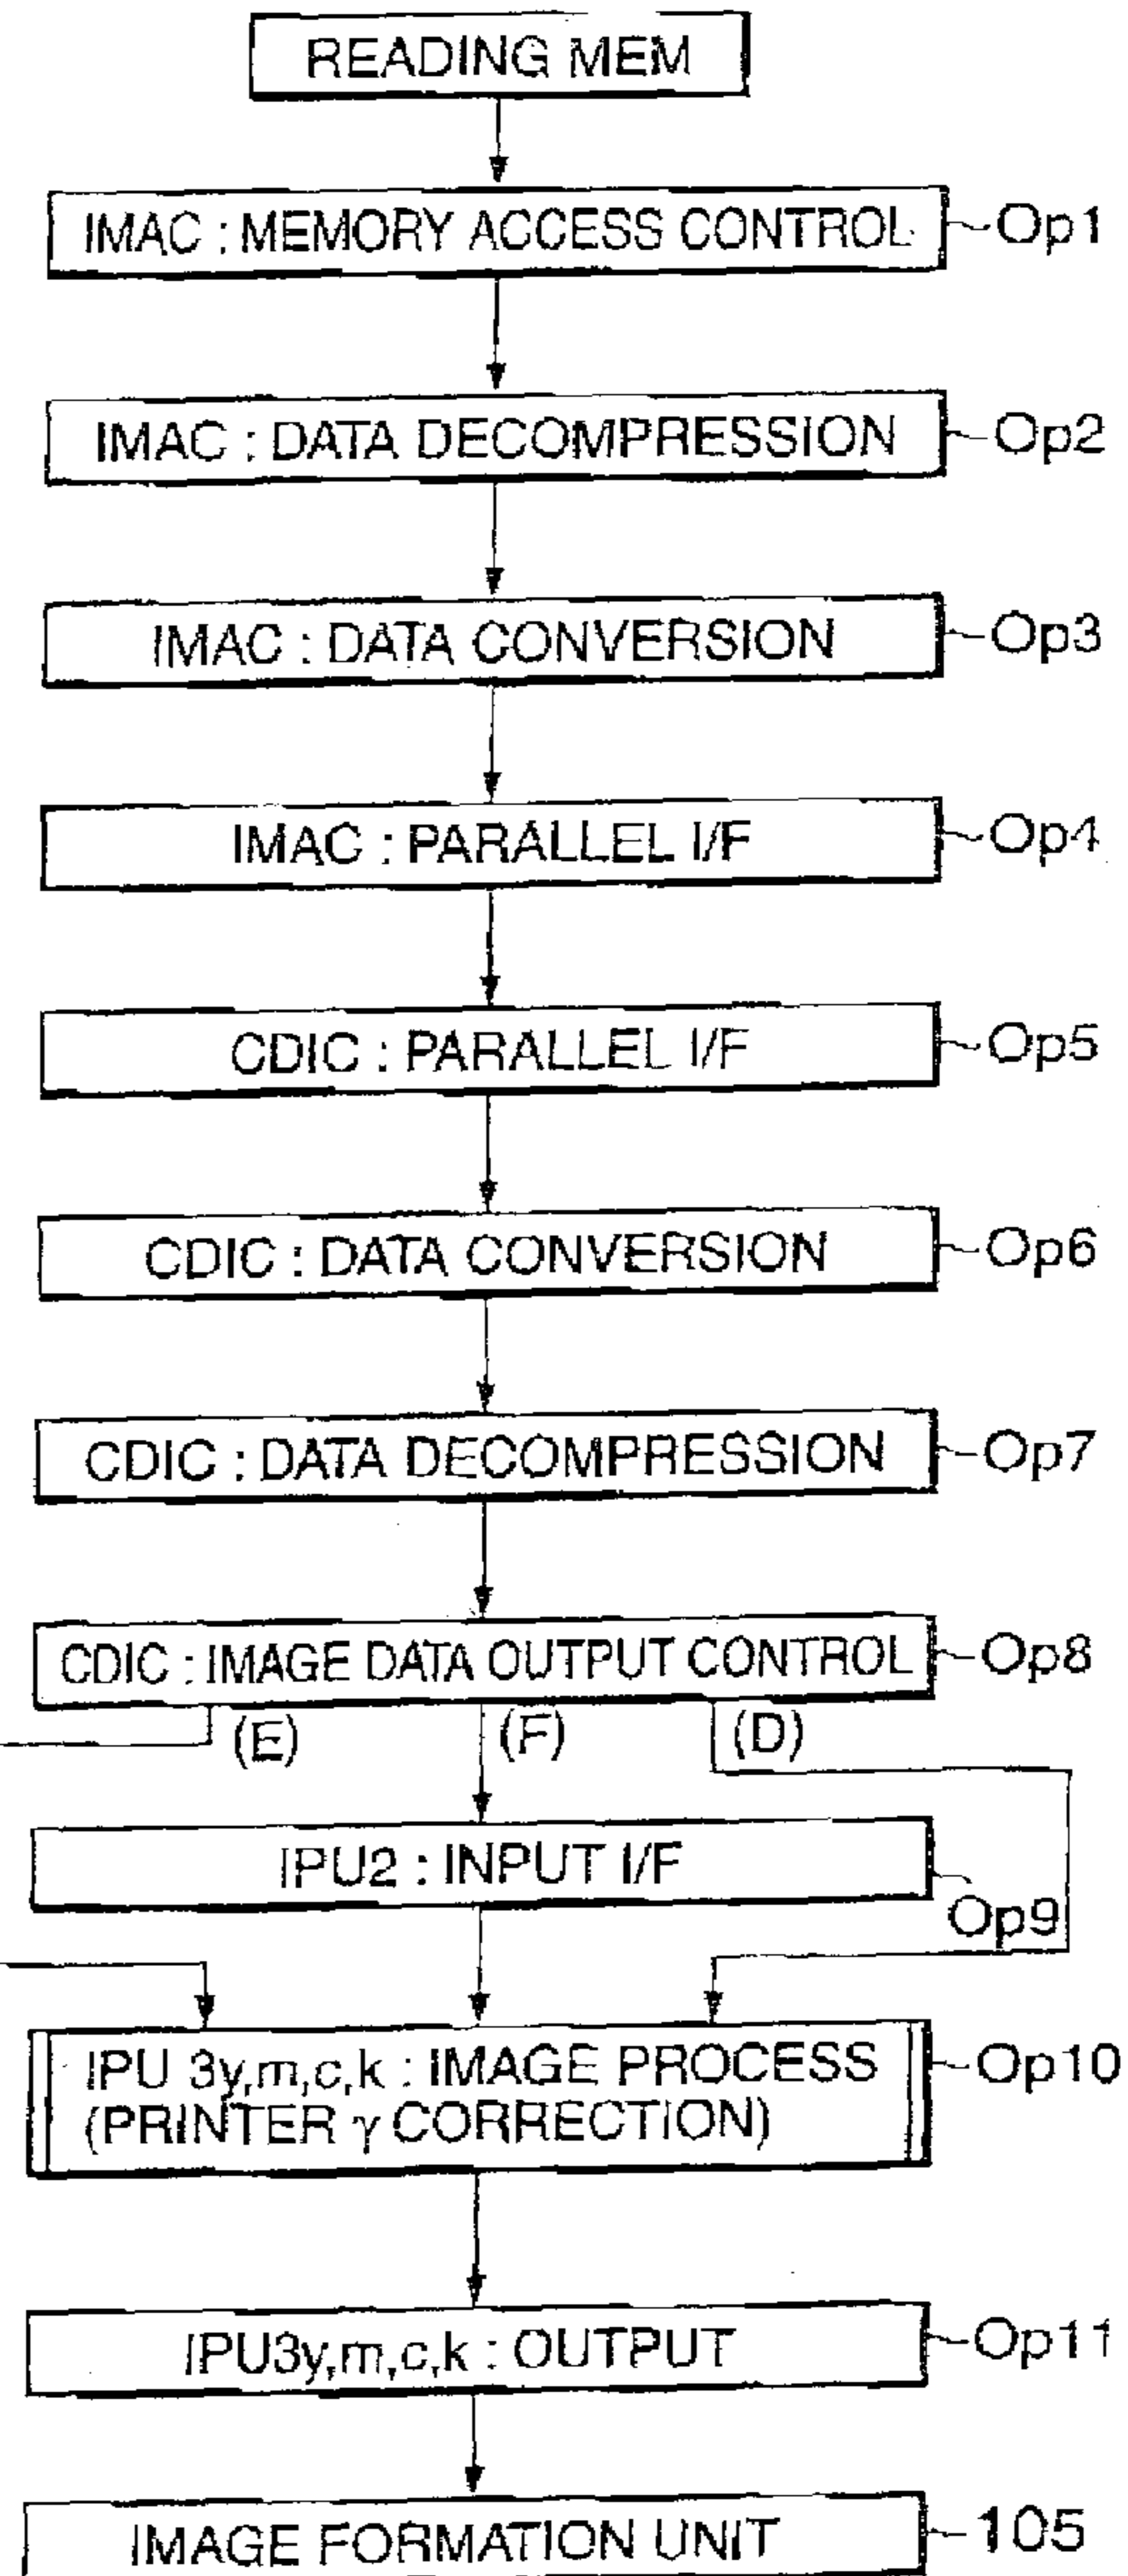 READING MEM
IMAC : MEMORY ACCESS CONTROL
Op1
IMAC : DATA DECOMPRESSION
Op2
IMAC : DATA CONVERSION
Op3
IMAC : PARALLEL I/F
Op4
CDIC : PARALLEL I/F
Op5
CDIC : DATA CONVERSION
Op6
CDIC : DATA DECOMPRESSION
Op7
CDIC : IMAGE DATA OUTPUT CONTROL
Op8
(E)
(F)
(D)
IPU2 : INPUT I/F
Op9
IPU 3y,m,c,k : IMAGE PROCESS
(PRINTER γ CORRECTION)
Op10
IPU3y,m,c,k : OUTPUT
Op11
IMAGE FORMATION UNIT
105